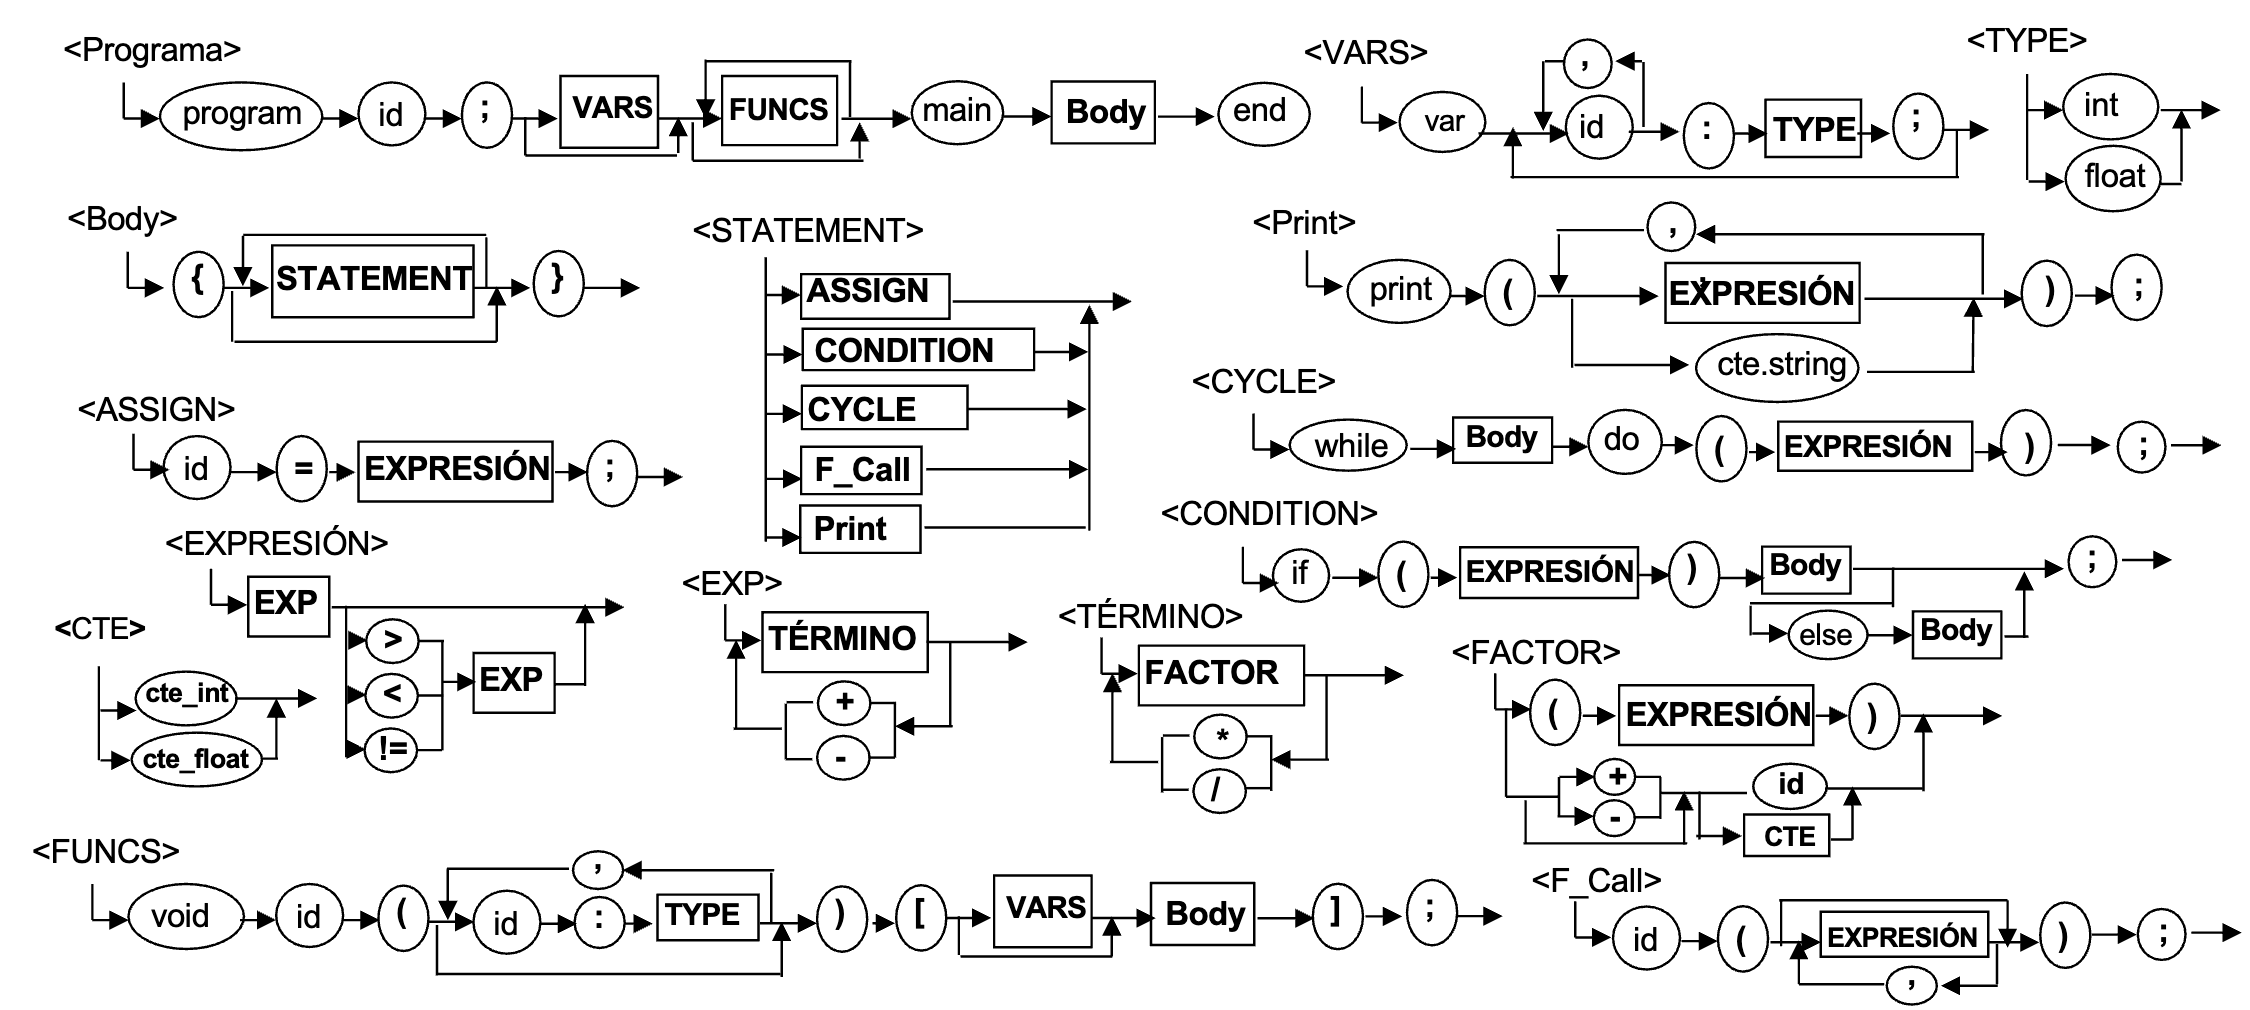 <Programa>
program id ; VARS FUNCS main Body end
<VARS>
,
var id : TYPE ;
<TYPE>
int
float
<Body>
{ STATEMENT }
<STATEMENT>
ASSIGN
CONDITION
CYCLE
F_Call
Print
<Print>
,
print ( EXPRESIÓN ) ;
cte.string
<CYCLE>
while Body do ( EXPRESIÓN ) ;
<ASSIGN>
id = EXPRESIÓN ;
<CONDITION>
if ( EXPRESIÓN ) Body ;
else Body
<EXPRESIÓN>
EXP
>
<
!=
EXP
<CTE>
cte_int
cte_float
<EXP>
TÉRMINO
+
-
<TÉRMINO>
FACTOR
*
/
<FACTOR>
( EXPRESIÓN )
+
-
id
CTE
<FUNCS>
,
void id ( id : TYPE ) [ VARS Body ] ;
<F_Call>
id ( EXPRESIÓN ) ;
,